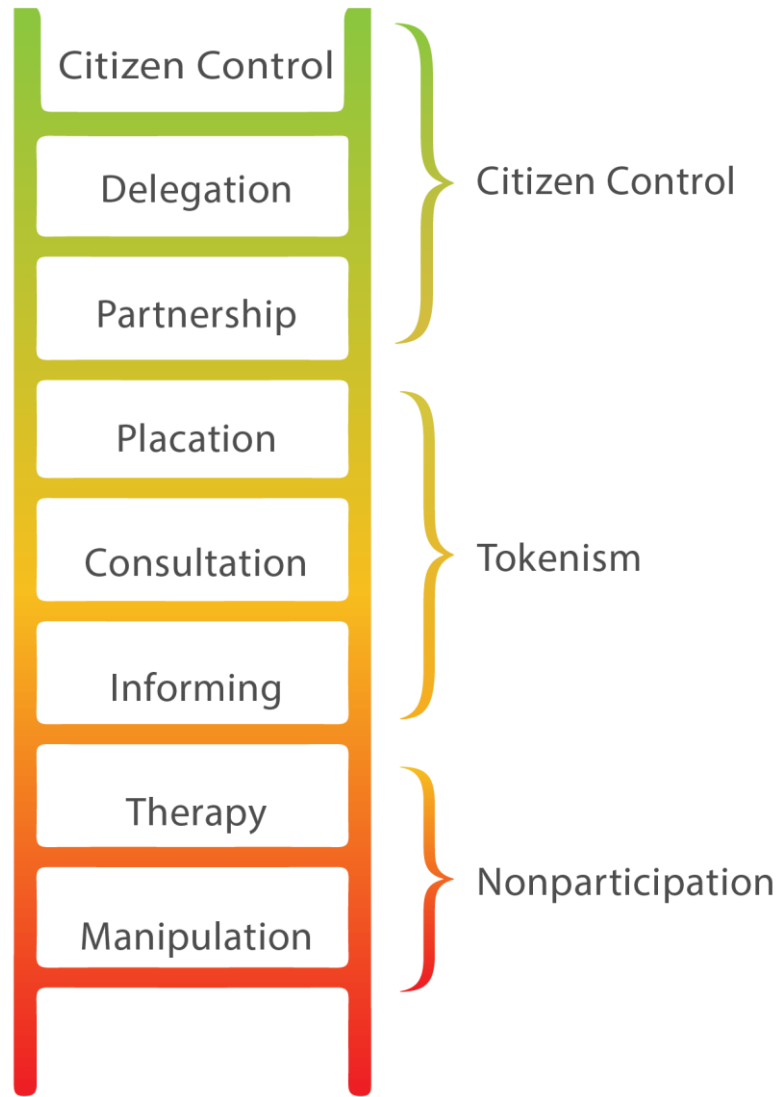 Citizen Control
Delegation
Partnership
Citizen Control
Placation
Consultation
Informing
Tokenism
Therapy
Manipulation
Nonparticipation